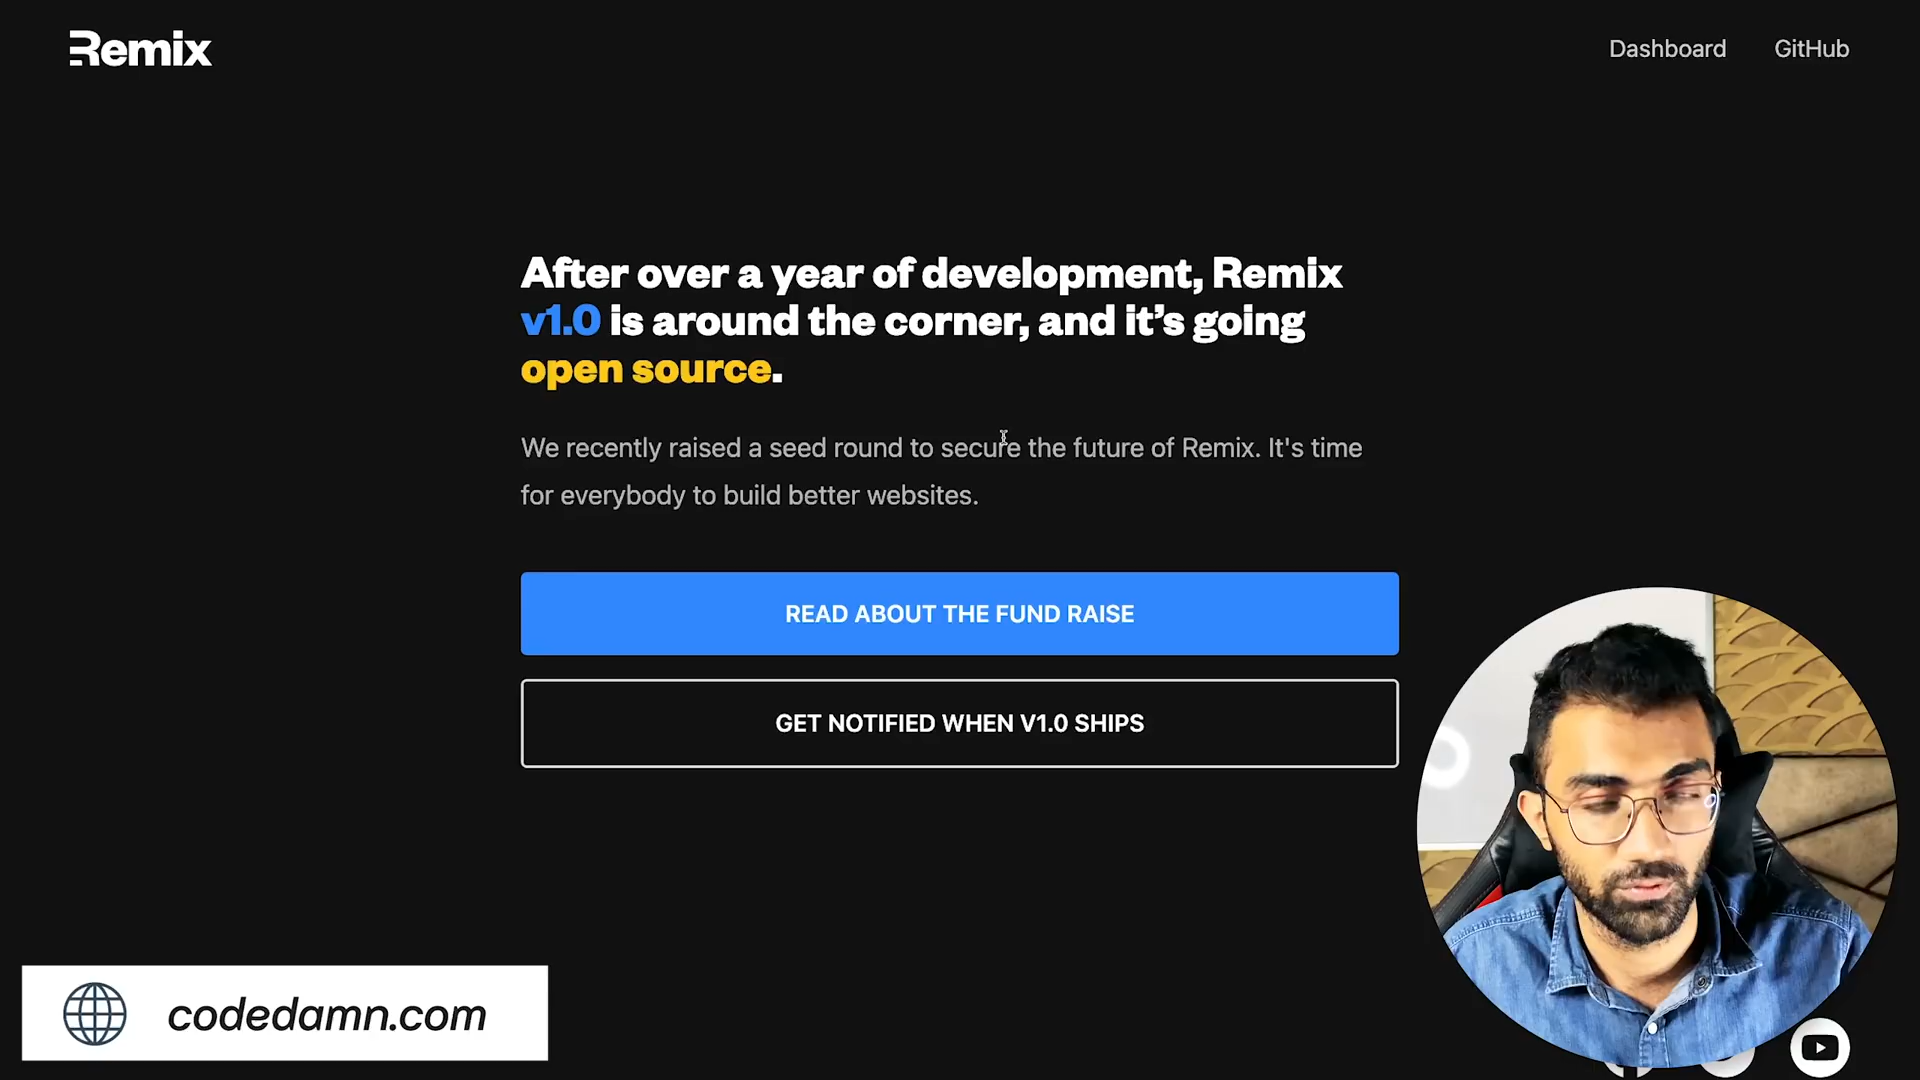 Remix
Dashboard
GitHub
After over a year of development, Remix
v1.0 is around the corner, and it’s going
open source.
We recently raised a seed round to secure the future of Remix. It's time
for everybody to build better websites.
READ ABOUT THE FUND RAISE
GET NOTIFIED WHEN V1.0 SHIPS
codedamn.com